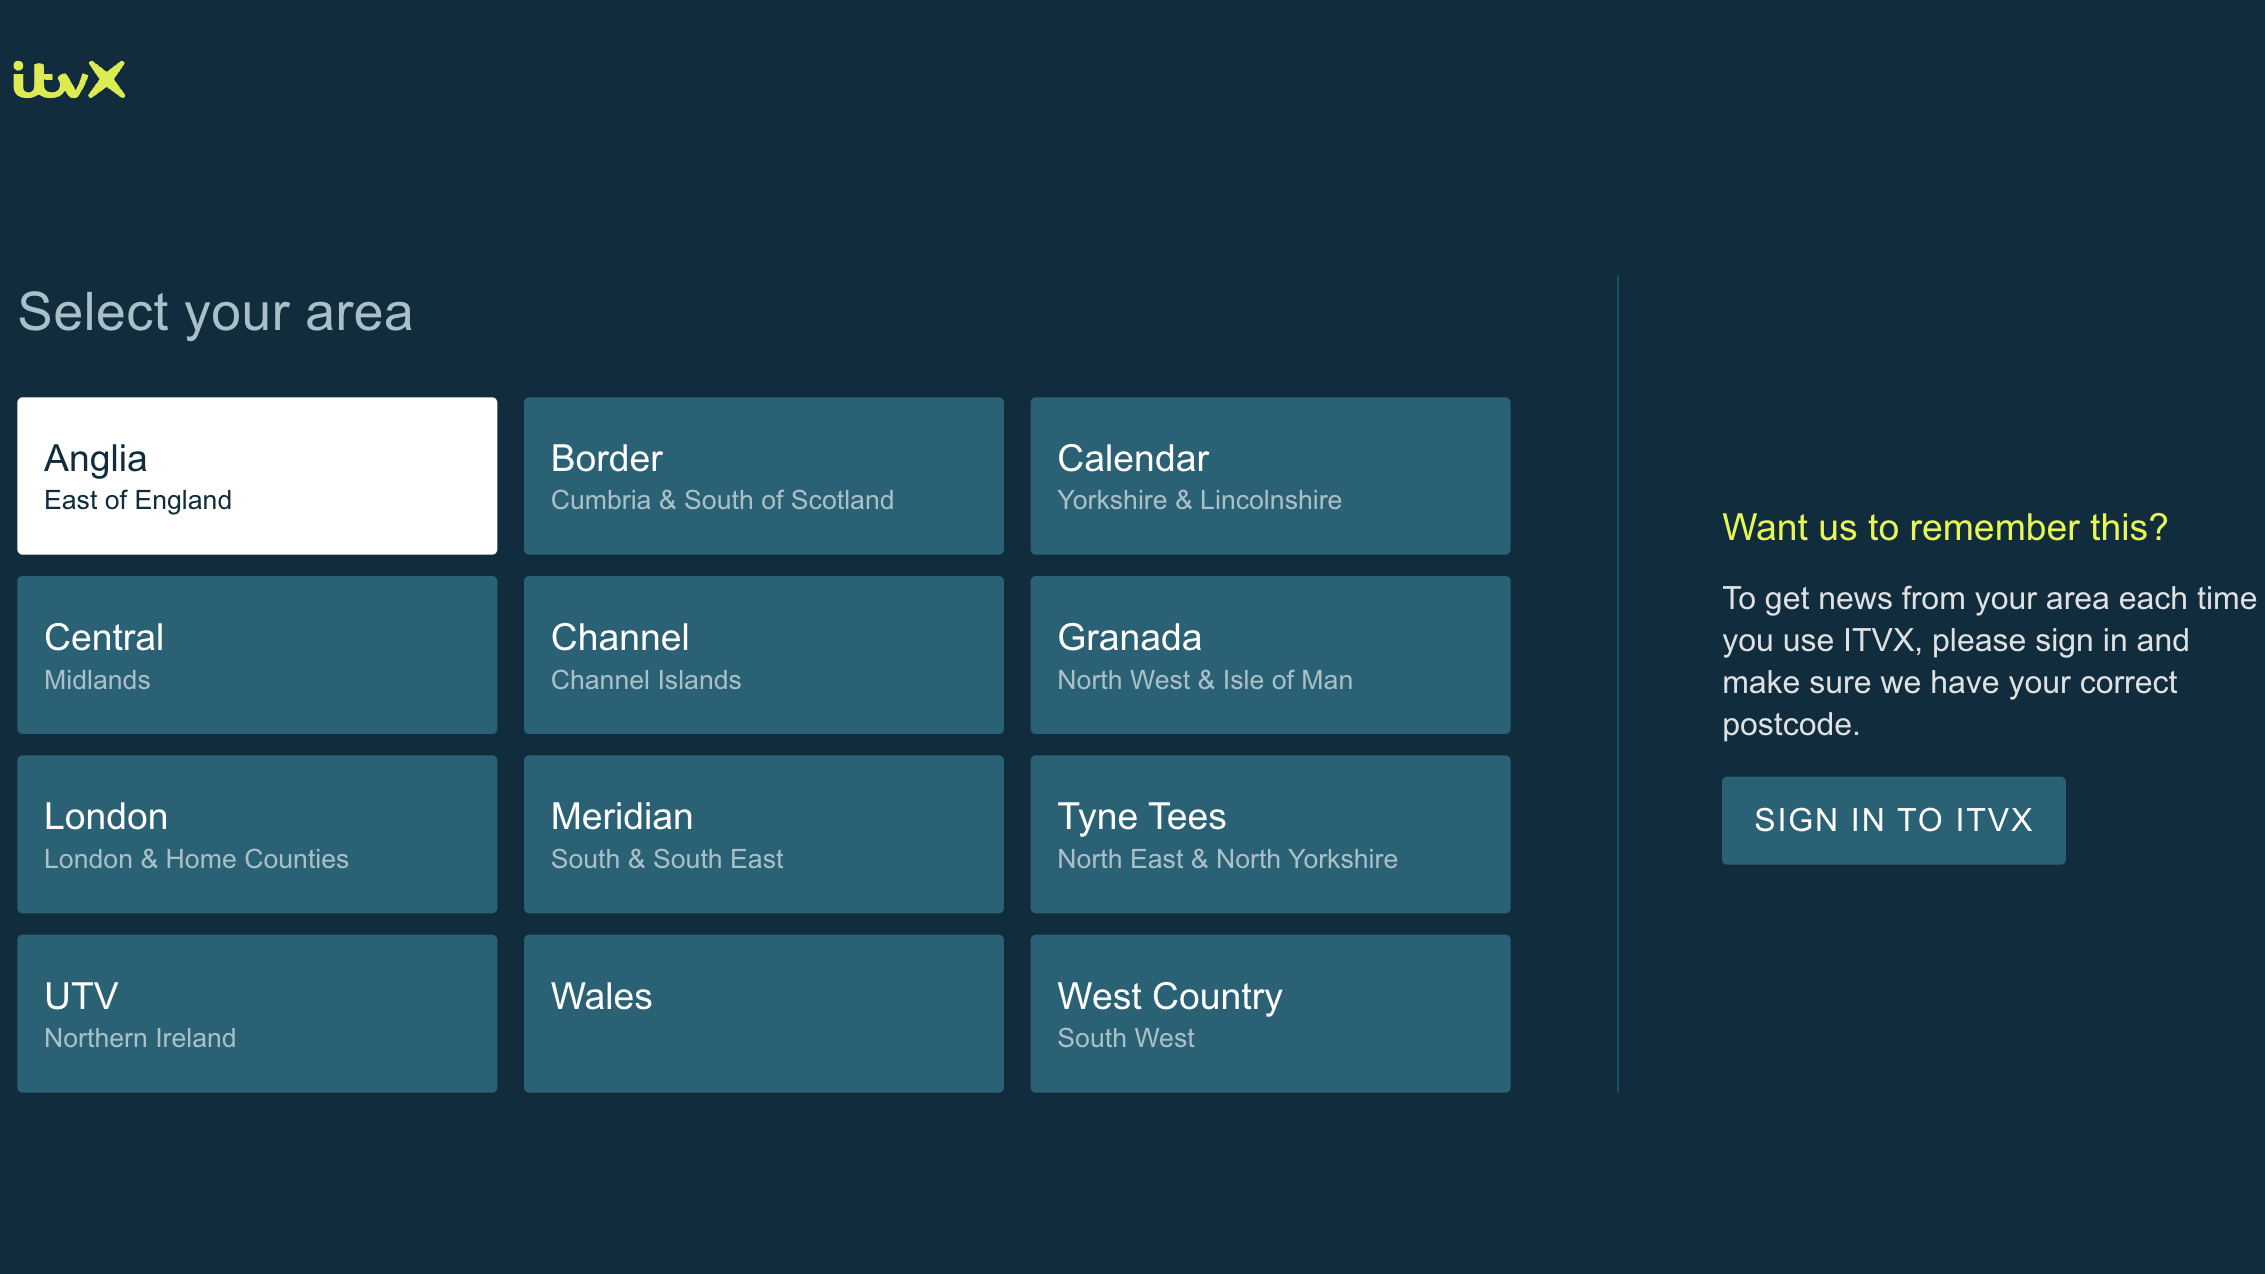 itvX
Select your area
Anglia
East of England
Border
Cumbria & South of Scotland
Calendar
Yorkshire & Lincolnshire
Central
Midlands
Channel
Channel Islands
Granada
North West & Isle of Man
London
London & Home Counties
Meridian
South & South East
Tyne Tees
North East & North Yorkshire
UTV
Northern Ireland
Wales
West Country
South West
Want us to remember this?
To get news from your area each time
you use ITVX, please sign in and
make sure we have your correct
postcode.
SIGN IN TO ITVX